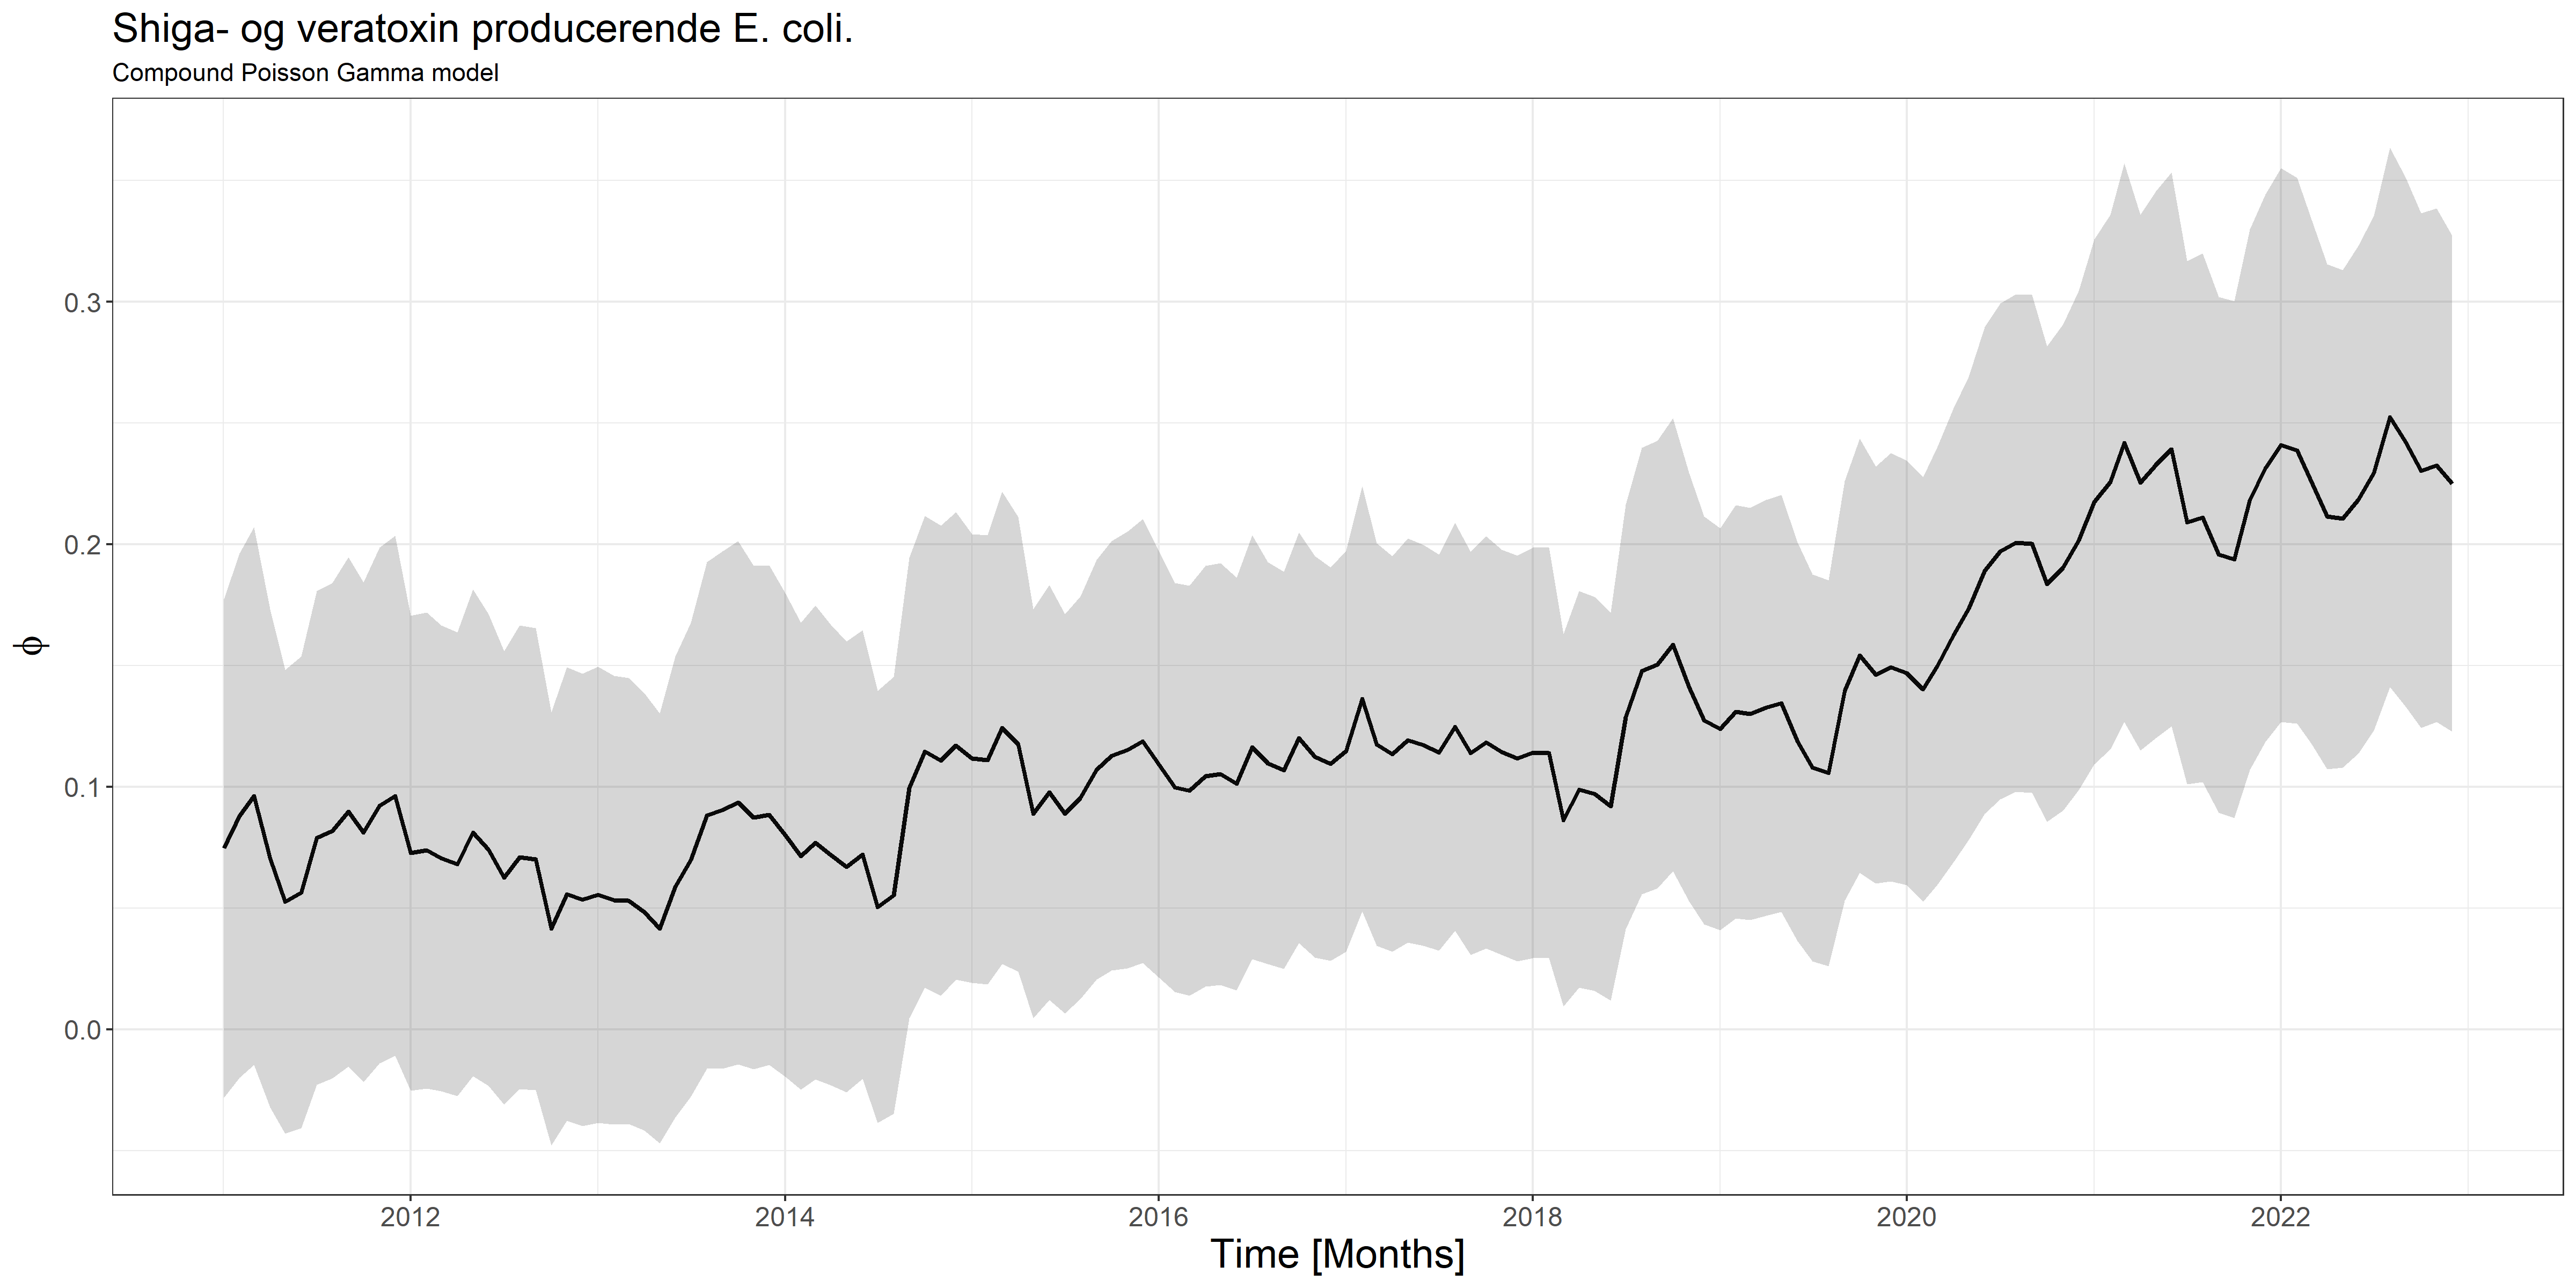 Shiga- og veratoxin producerende E. coli.
Compound Poisson Gamma model
0.3
0.2
0.1
0.0
ϕ
2012 2014 2016 2018 2020 2022
Time [Months]